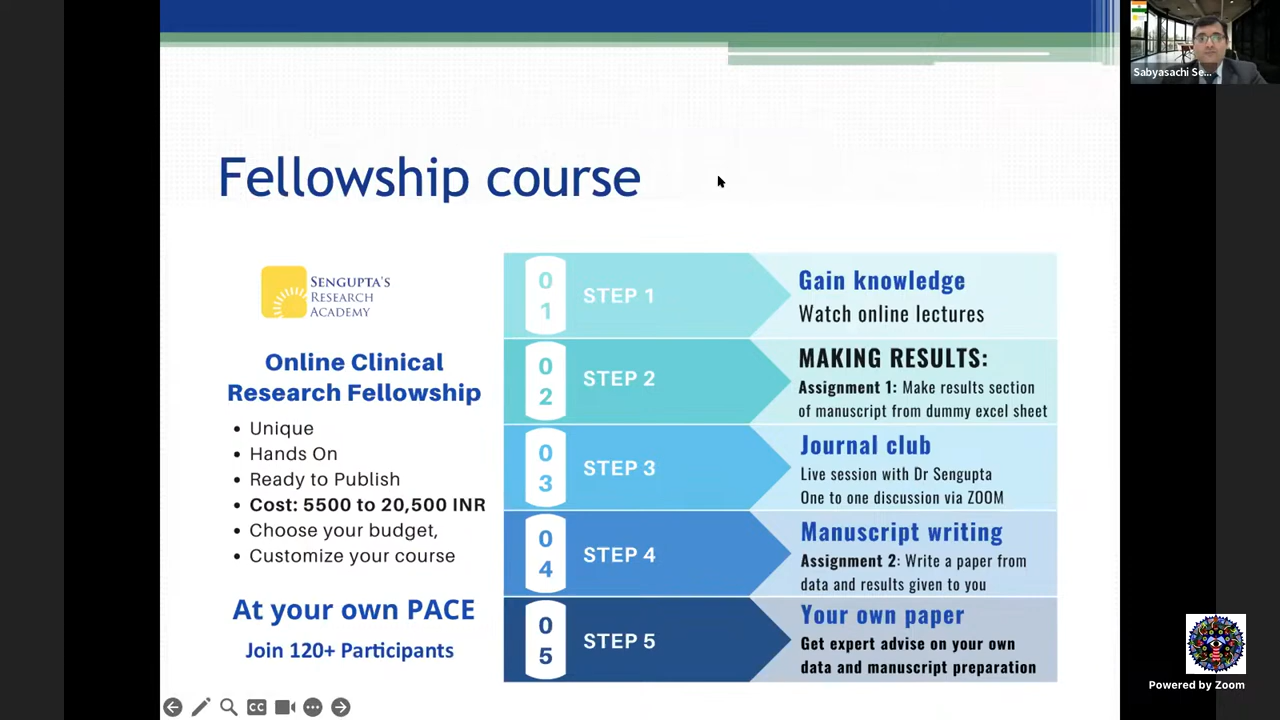 Sabyasachi Se...
Fellowship course
SENGUPTA'S
RESEARCH
ACADEMY
Online Clinical
Research Fellowship
• Unique
• Hands On
• Ready to Publish
• Cost: 5500 to 20,500 INR
• Choose your budget,
• Customize your course
At your own PACE
Join 120+ Participants
01
STEP 1
Gain knowledge
Watch online lectures
02
STEP 2
MAKING RESULTS:
Assignment 1: Make results section
of manuscript from dummy excel sheet
03
STEP 3
Journal club
Live session with Dr Sengupta
One to one discussion via ZOOM
04
STEP 4
Manuscript writing
Assignment 2: Write a paper from
data and results given to you
05
STEP 5
Your own paper
Get expert advise on your own
data and manuscript preparation
CC
Powered by Zoom